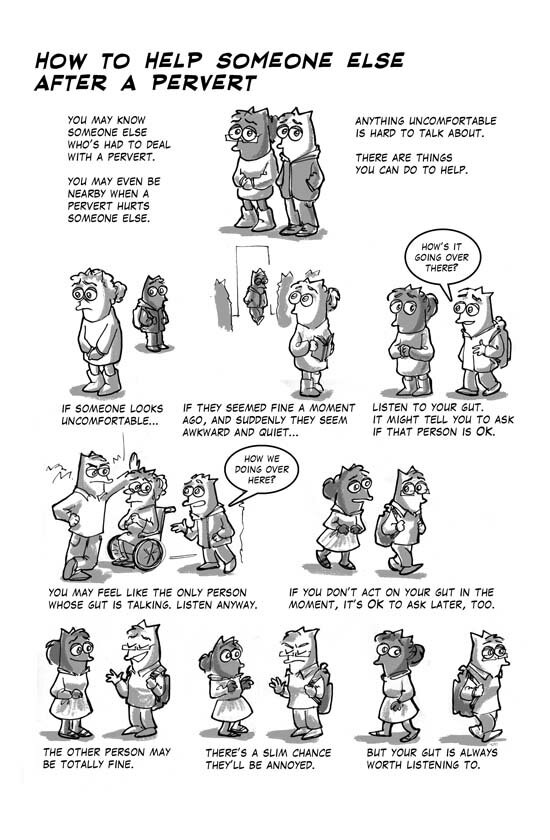 HOW TO HELP SOMEONE ELSE
AFTER A PERVERT
YOU MAY KNOW
SOMEONE ELSE
WHO'S HAD TO DEAL
WITH A PERVERT.
YOU MAY EVEN BE
NEARBY WHEN A
PERVERT HURTS
SOMEONE ELSE.
ANYTHING UNCOMFORTABLE
IS HARD TO TALK ABOUT.
THERE ARE THINGS
YOU CAN DO TO HELP.
IF SOMEONE LOOKS
UNCOMFORTABLE...
IF THEY SEEMED FINE A MOMENT
AGO, AND SUDDENLY THEY SEEM
AWKWARD AND QUIET...
HOW'S IT
GOING OVER
THERE?
LISTEN TO YOUR GUT.
IT MIGHT TELL YOU TO ASK
IF THAT PERSON IS OK.
HOW WE
DOING OVER
HERE?
YOU MAY FEEL LIKE THE ONLY PERSON
WHOSE GUT IS TALKING. LISTEN ANYWAY.
IF YOU DON'T ACT ON YOUR GUT IN THE
MOMENT, IT'S OK TO ASK LATER, TOO.
THE OTHER PERSON MAY
BE TOTALLY FINE.
THERE'S A SLIM CHANCE
THEY'LL BE ANNOYED.
BUT YOUR GUT IS ALWAYS
WORTH LISTENING TO.